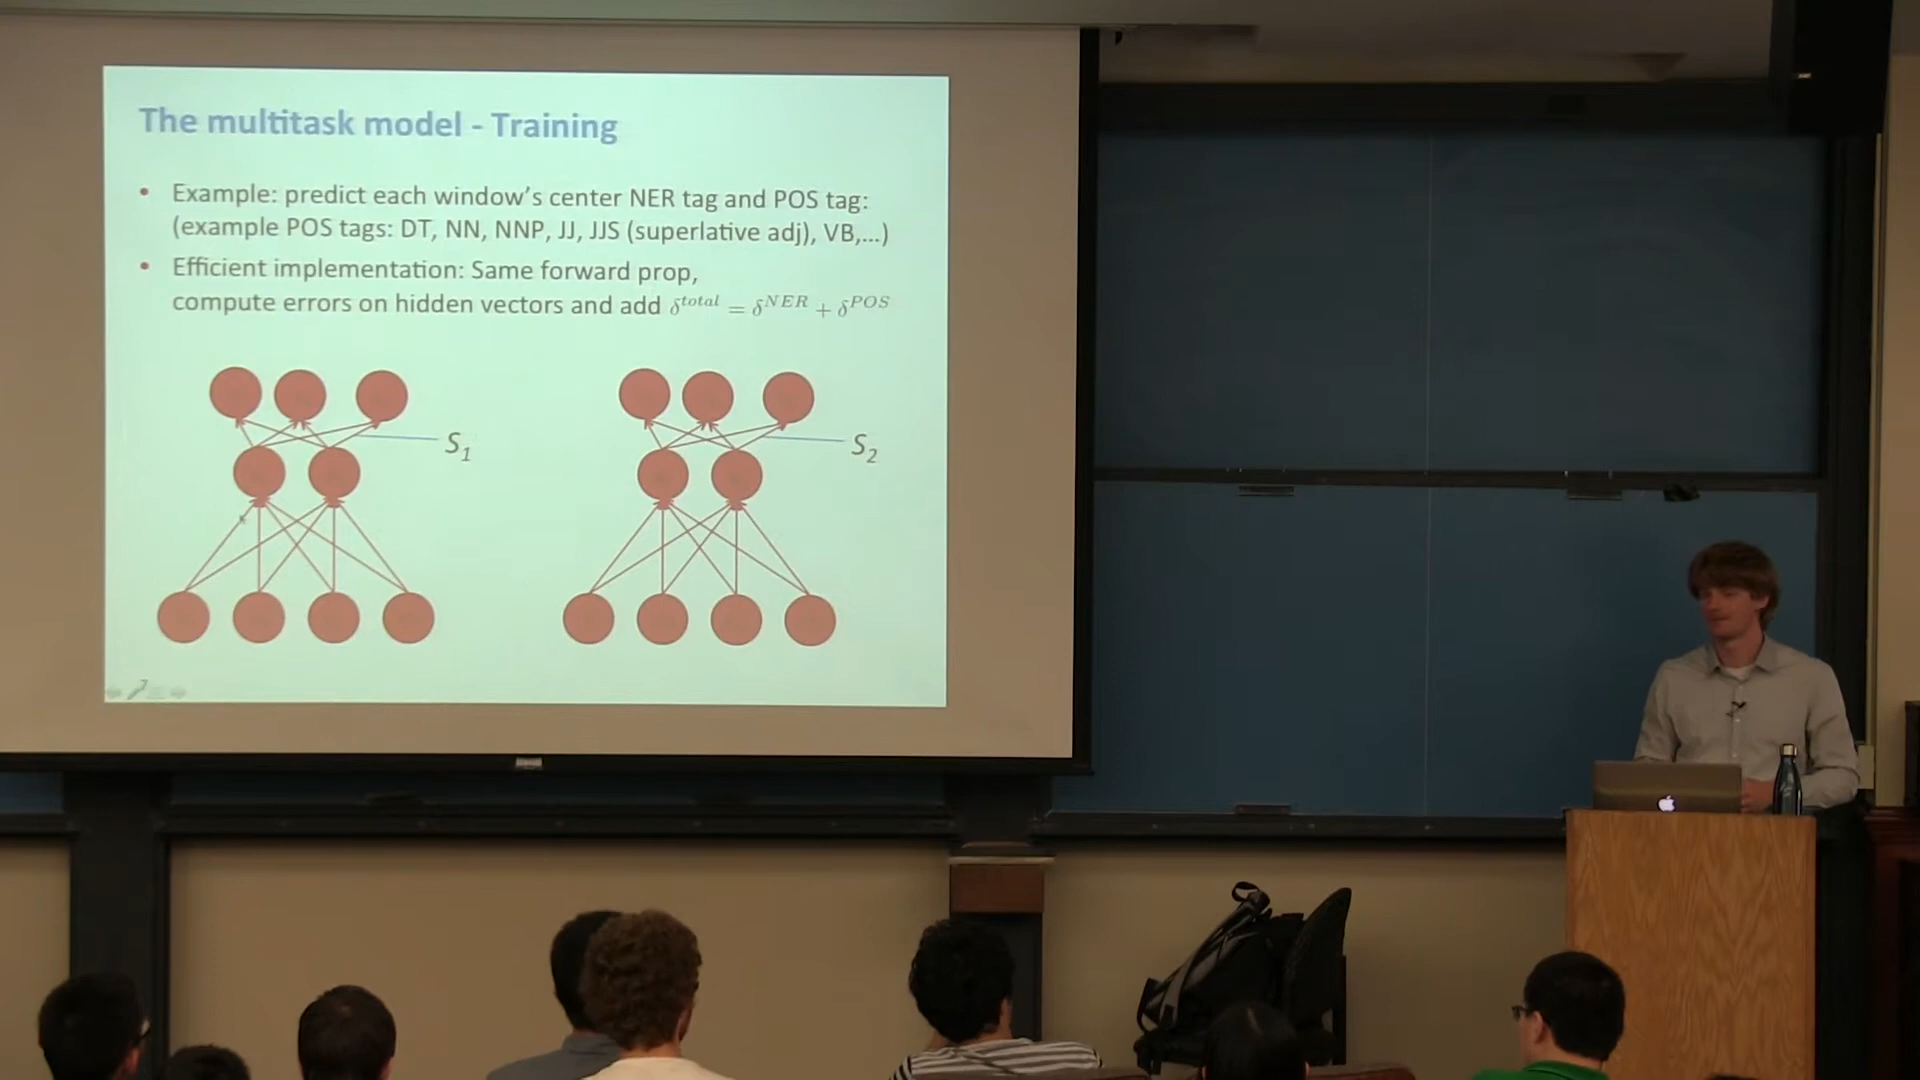 The multitask model - Training
• Example: predict each window's center NER tag and POS tag:
(example POS tags: DT, NN, NNP, JJ, JJS (superlative adj), VB,...)
• Efficient implementation: Same forward prop,
compute errors on hidden vectors and add δ^{total} = δ^{NER} + δ^{POS}
S₁
S₂